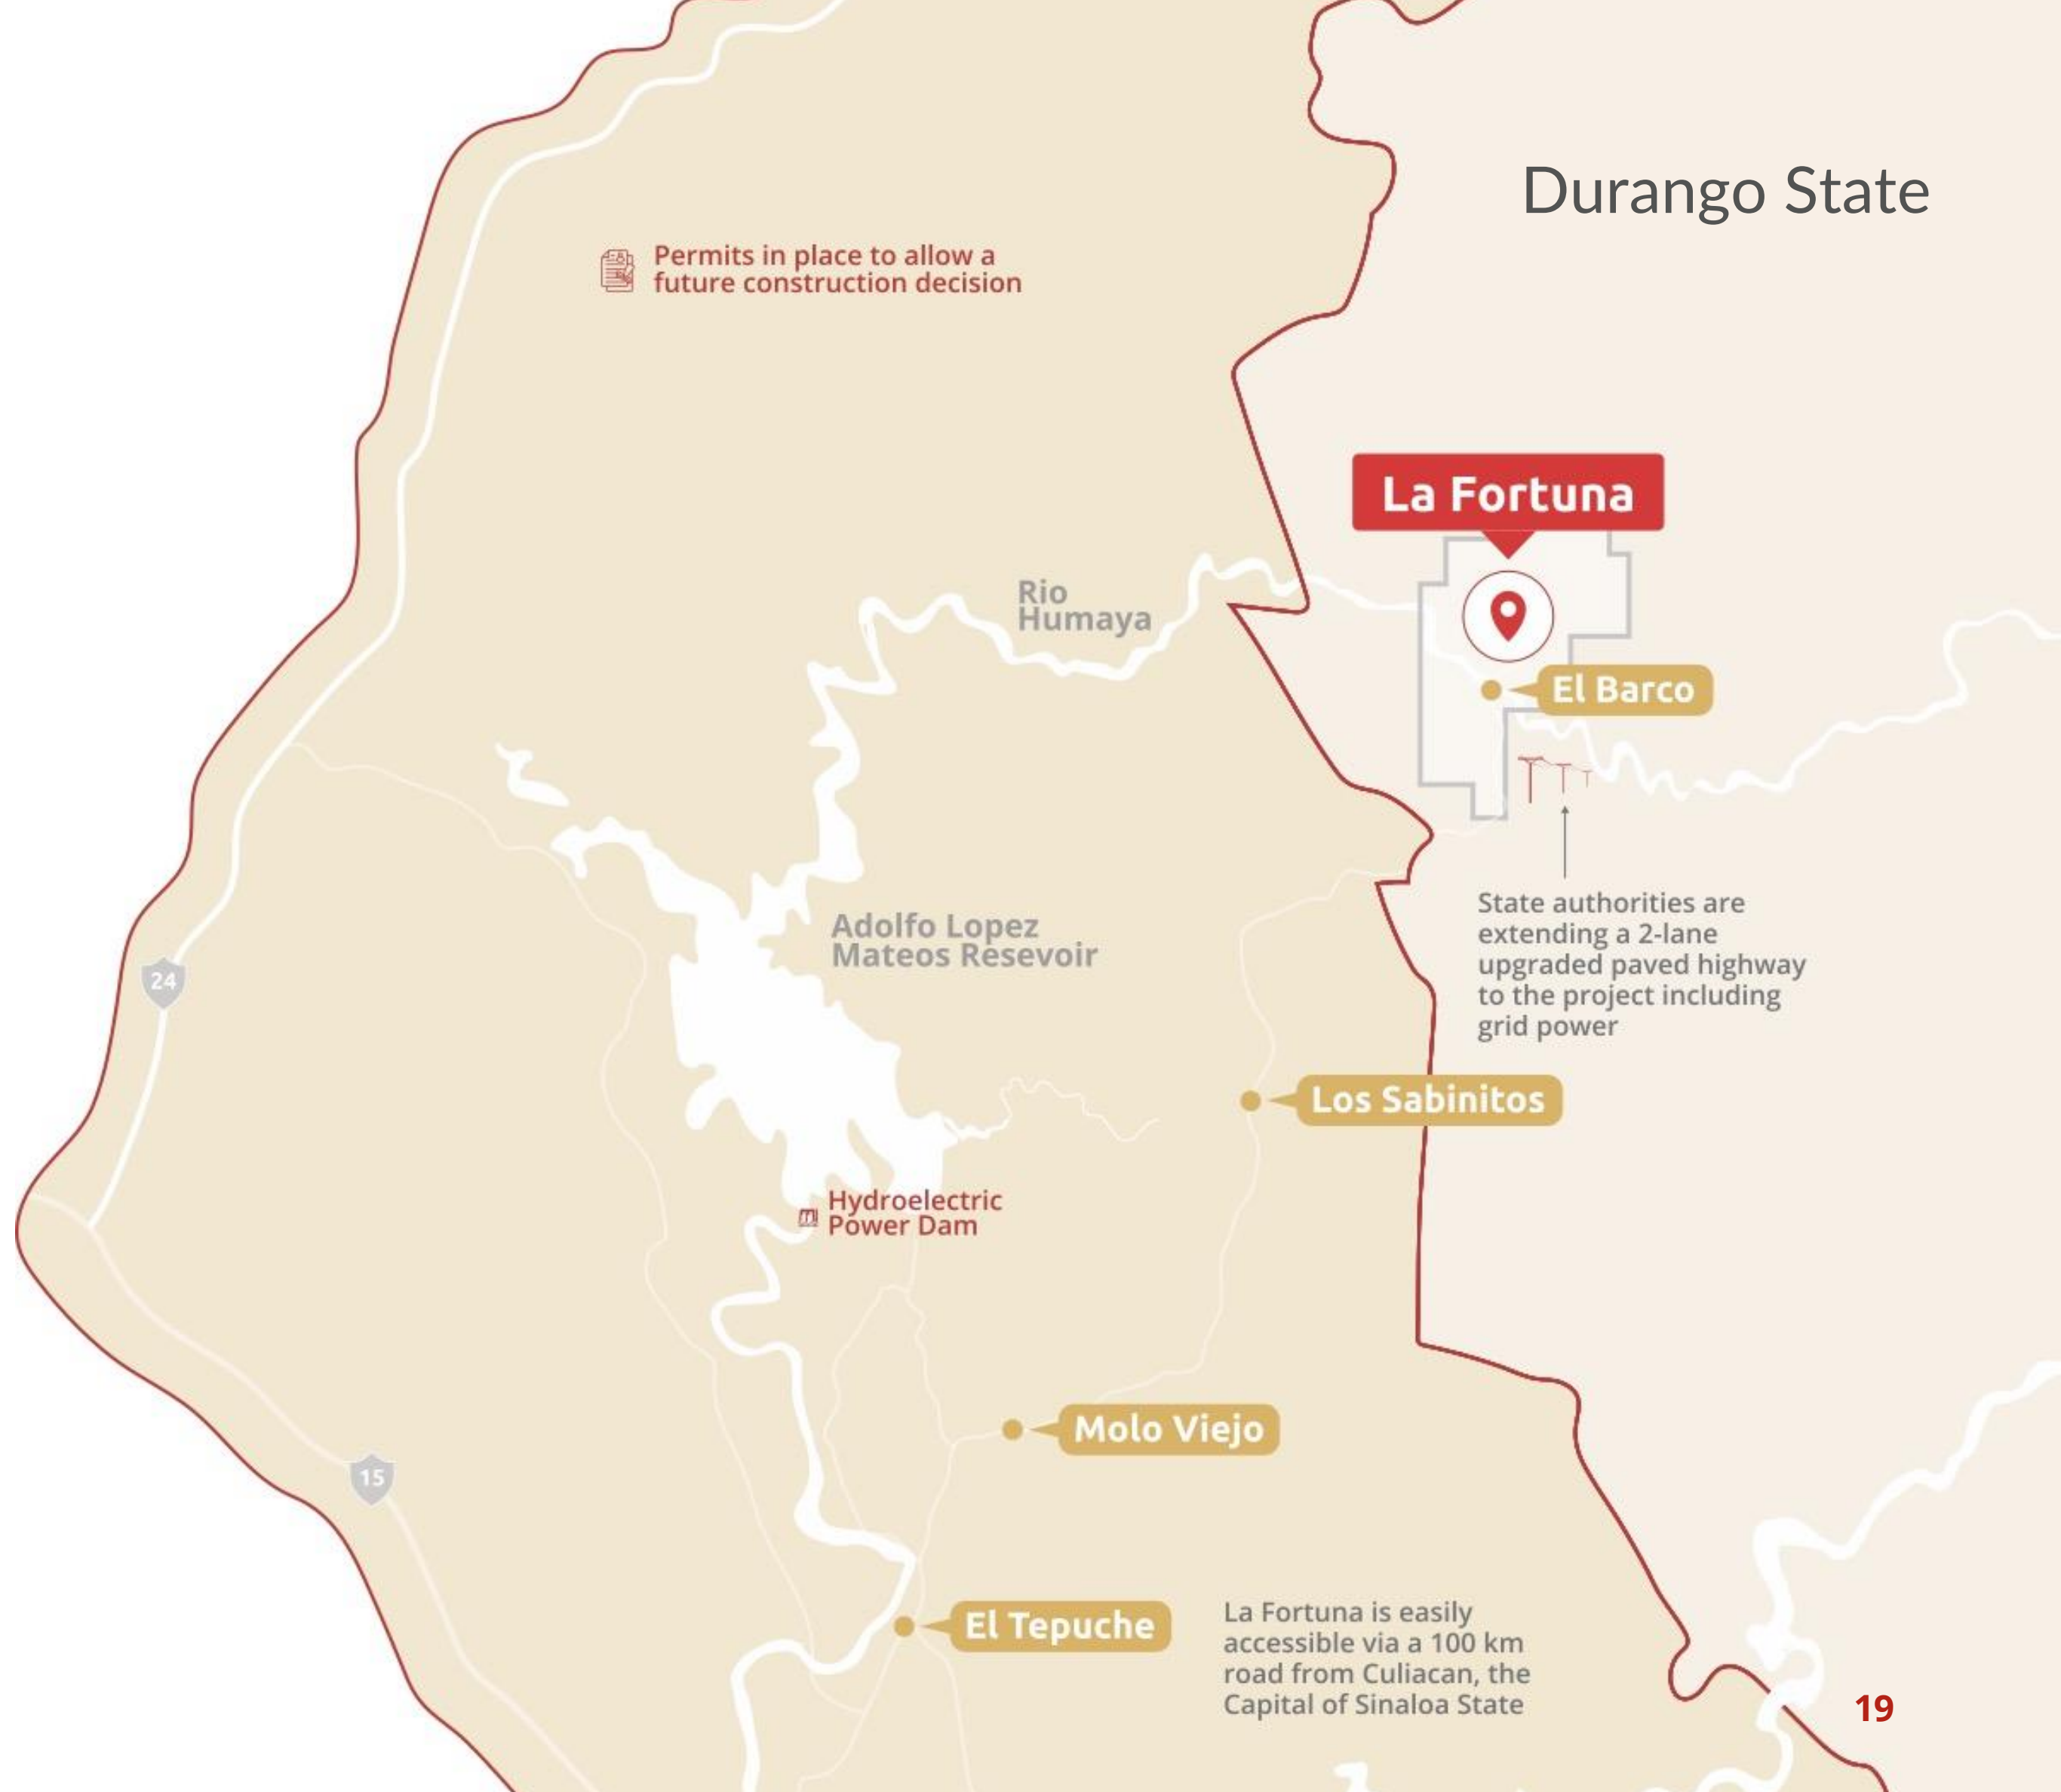 Durango State
Permits in place to allow a
future construction decision
La Fortuna
Rio
Humaya
El Barco
Adolfo Lopez
Mateos Resevoir
State authorities are
extending a 2-lane
upgraded paved highway
to the project including
grid power
24
Los Sabinitos
Hydroelectric
Power Dam
Molo Viejo
15
El Tepuche
La Fortuna is easily
accessible via a 100 km
road from Culiacan, the
Capital of Sinaloa State
19